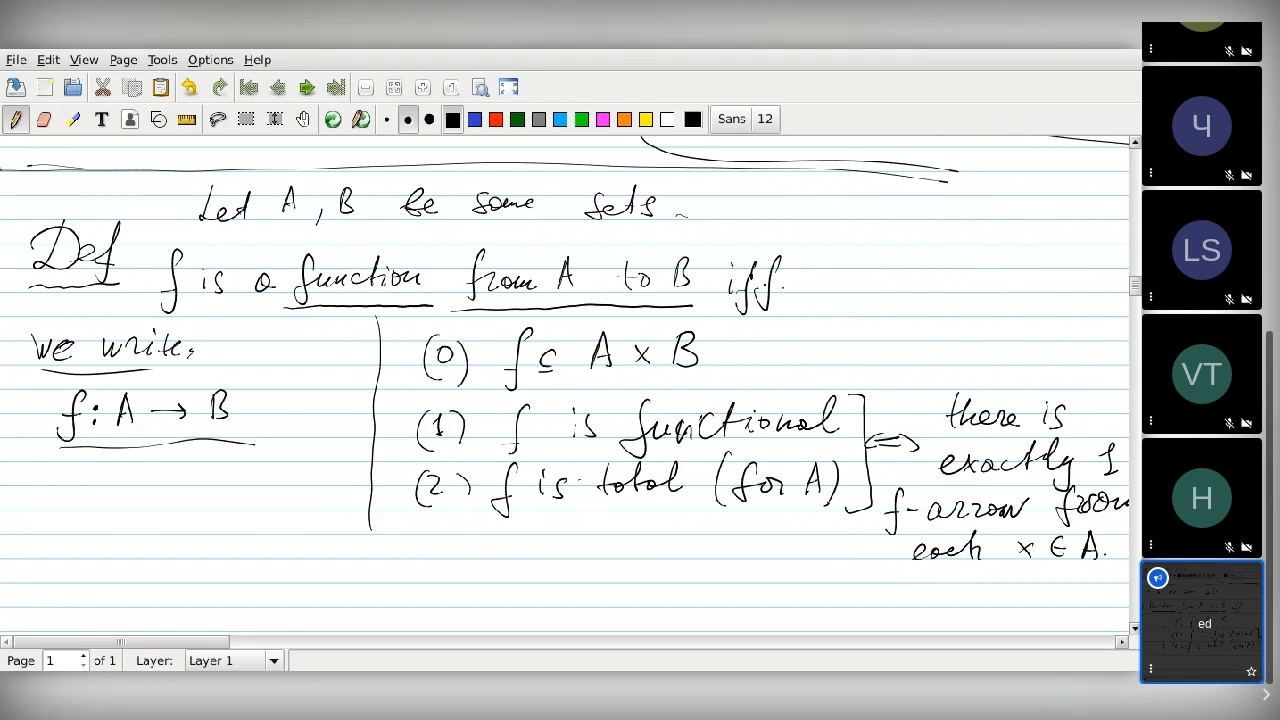 File Edit View Page Tools Options Help
Sans 12
Let A, B be some sets
Def f is a function from A to B iff
we write:
f: A → B
(0) f ⊆ A × B
(1) f is functional
(2) f is total (for A)
⇔ there is
exactly 1
f-arrow from
each x ∈ A.
Page 1 of 1 Layer: Layer 1
Ч
LS
VT
H
ed